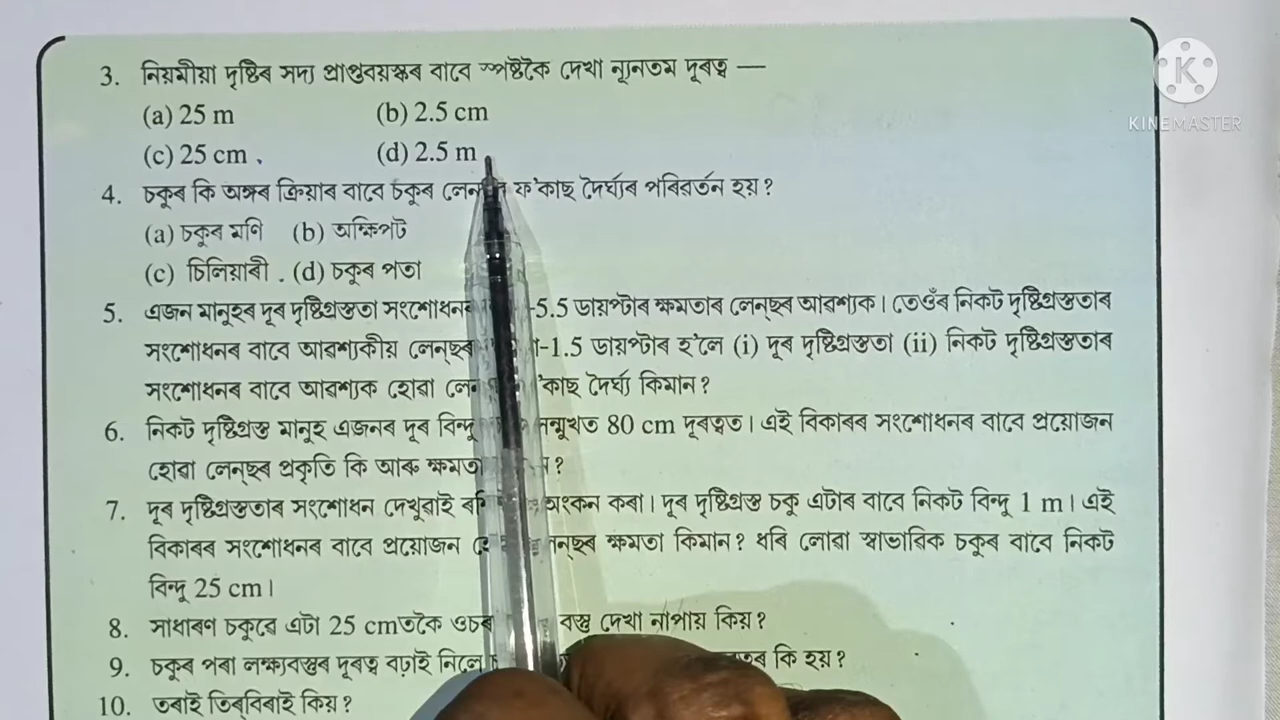 3. নিয়মীয়া দৃষ্টিৰ সদ্য প্ৰাপ্তবয়স্কৰ বাবে স্পষ্টকৈ দেখা ন্যূনতম দূৰত্ব —
(a) 25 m (b) 2.5 cm
(c) 25 cm (d) 2.5 m
4. চকুৰ কি অঙ্গৰ ক্ৰিয়াৰ বাবে চকুৰ ফ'কাছ দৈৰ্ঘ্যৰ পৰিৱৰ্তন হয়?
(a) চকুৰ মণি (b) অক্ষিপট
(c) চিলিয়াৰী (d) চকুৰ পতা
5. এজন মানুহৰ দূৰ দৃষ্টিগ্ৰস্ততা -5.5 ডায়প্টাৰ ক্ষমতাৰ লেন্ছৰ আৱশ্যক। তেওঁৰ নিকট দৃষ্টিগ্ৰস্ততাৰ
সংশোধনৰ বাবে আৱশ্যকীয় লেন্ছৰ -1.5 ডায়প্টাৰ হ'লে (i) দূৰ দৃষ্টিগ্ৰস্ততা (ii) নিকট দৃষ্টিগ্ৰস্ততাৰ
সংশোধনৰ বাবে আৱশ্যক হোৱা দৈৰ্ঘ্য কিমান?
6. নিকট দৃষ্টিগ্ৰস্ত মানুহ এজনৰ দূৰ বিন্দু 80 cm দূৰত্বত। এই বিকাৰৰ সংশোধনৰ বাবে প্ৰয়োজন
হোৱা লেন্ছৰ প্ৰকৃতি কি আৰু ?
7. দূৰ দৃষ্টিগ্ৰস্ততাৰ সংশোধন দেখুৱাই অংকন কৰা। দূৰ দৃষ্টিগ্ৰস্ত চকু এটাৰ বাবে নিকট বিন্দু 1 m। এই
বিকাৰৰ সংশোধনৰ বাবে প্ৰয়োজন ক্ষমতা কিমান? ধৰি লোৱা স্বাভাৱিক চকুৰ বাবে নিকট
বিন্দু 25 cm।
8. সাধাৰণ চকুৱে এটা 25 cmতকৈ বস্তু দেখা নাপায় কিয়?
9. চকুৰ পৰা লক্ষ্যবস্তুৰ দূৰত্ব বঢ়াই নিলে কি হয়?
10. তৰাই তিৰ্বিৰাই কিয়?
K
KINEMASTER